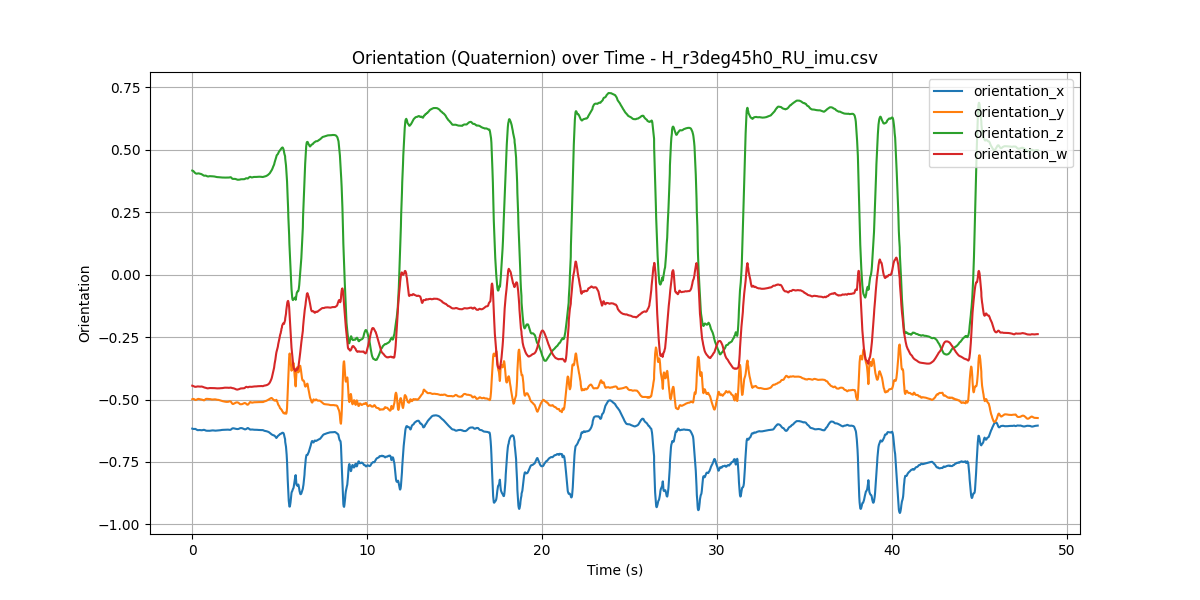 Orientation (Quaternion) over Time - H_r3deg45h0_RU_imu.csv
orientation_x
orientation_y
orientation_z
orientation_w
Orientation
0.75
0.50
0.25
0.00
−0.25
−0.50
−0.75
−1.00
0 10 20 30 40 50
Time (s)